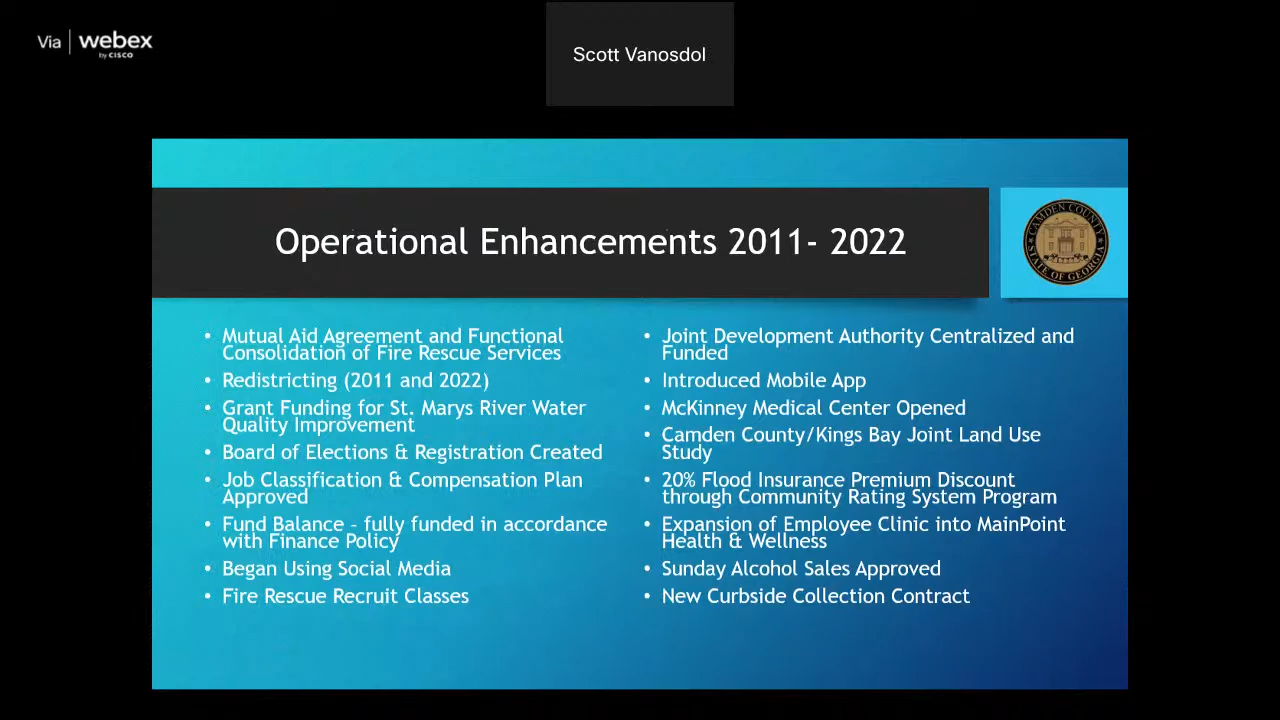 Via webex
by CISCO
Scott Vanosdol
Operational Enhancements 2011- 2022
CAMDEN COUNTY
STATE OF GEORGIA
• Mutual Aid Agreement and Functional
Consolidation of Fire Rescue Services
• Redistricting (2011 and 2022)
• Grant Funding for St. Marys River Water
Quality Improvement
• Board of Elections & Registration Created
• Job Classification & Compensation Plan
Approved
• Fund Balance – fully funded in accordance
with Finance Policy
• Began Using Social Media
• Fire Rescue Recruit Classes
• Joint Development Authority Centralized and
Funded
• Introduced Mobile App
• McKinney Medical Center Opened
• Camden County/Kings Bay Joint Land Use
Study
• 20% Flood Insurance Premium Discount
through Community Rating System Program
• Expansion of Employee Clinic into MainPoint
Health & Wellness
• Sunday Alcohol Sales Approved
• New Curbside Collection Contract